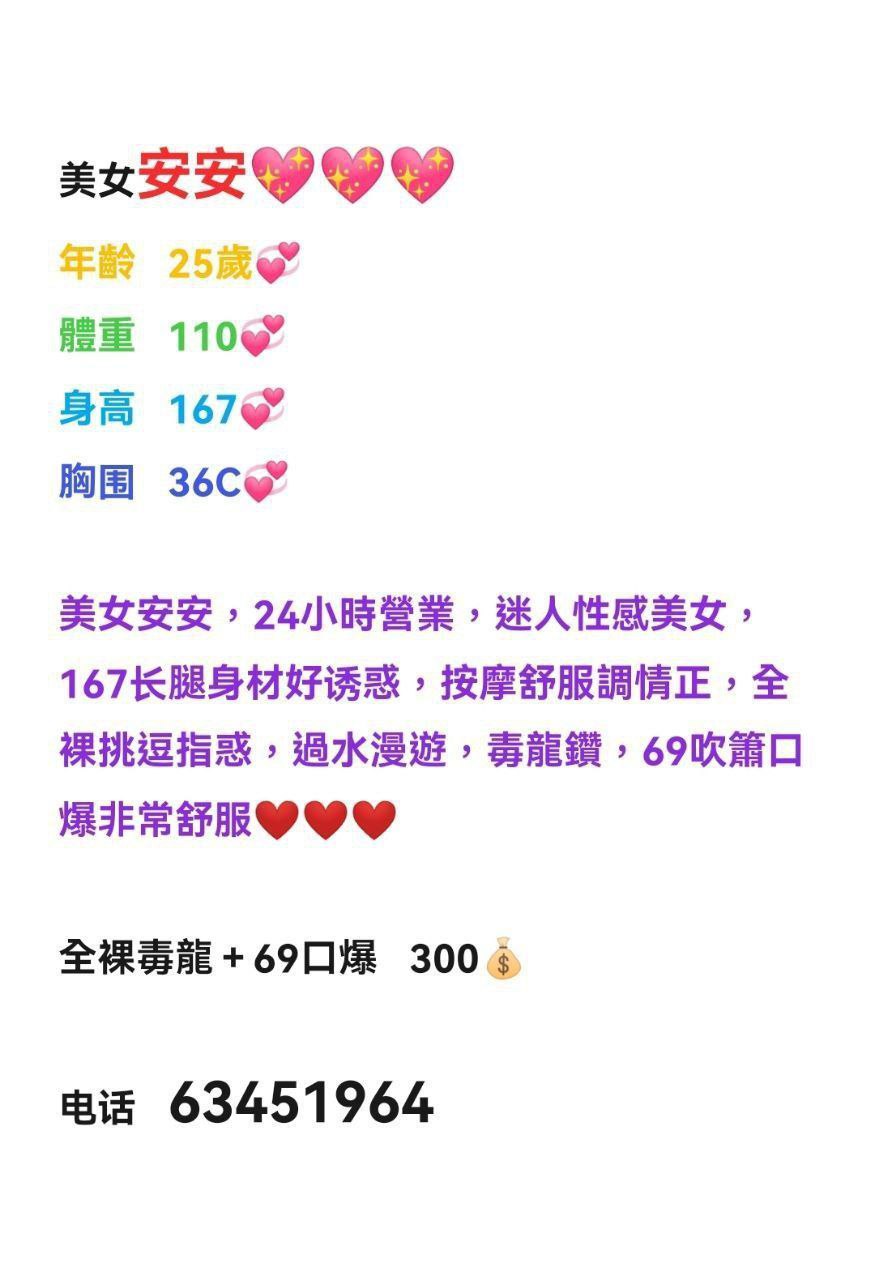 美女安安💖💖💖
年齡 25歲💞
體重 110💞
身高 167💞
胸围 36C💞
美女安安，24小時營業，迷人性感美女，
167长腿身材好诱惑，按摩舒服調情正，全
裸挑逗指惑，過水漫遊，毒龍鑽，69吹簫口
爆非常舒服❤️❤️❤️
全裸毒龍＋69口爆 300💰
电话 63451964